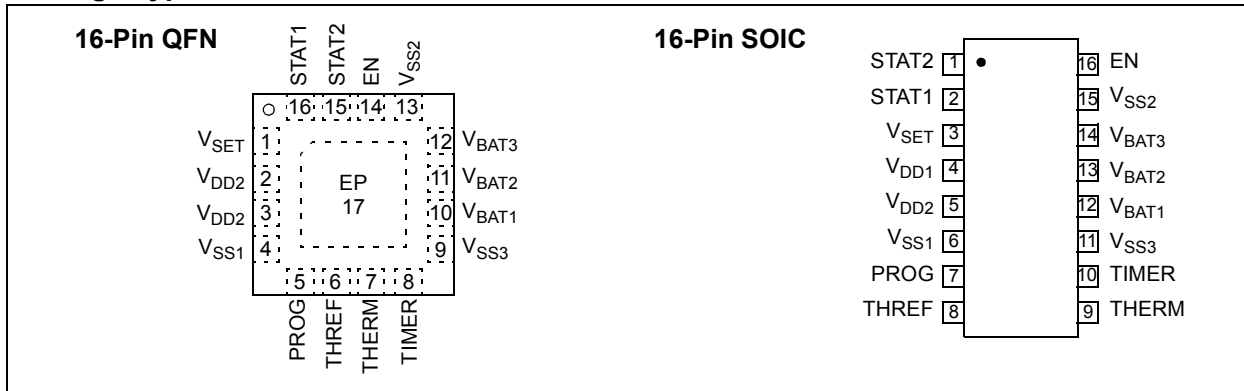 16-Pin QFN
STAT1
STAT2
EN
VSS2
16 15 14 13
VSET 1
VDD2 2
VDD2 3
VSS1 4
EP
17
12 VBAT3
11 VBAT2
10 VBAT1
9 VSS3
5 6 7 8
PROG
THREF
THERM
TIMER
16-Pin SOIC
STAT2 1
STAT1 2
VSET 3
VDD1 4
VDD2 5
VSS1 6
PROG 7
THREF 8
16 EN
15 VSS2
14 VBAT3
13 VBAT2
12 VBAT1
11 VSS3
10 TIMER
9 THERM